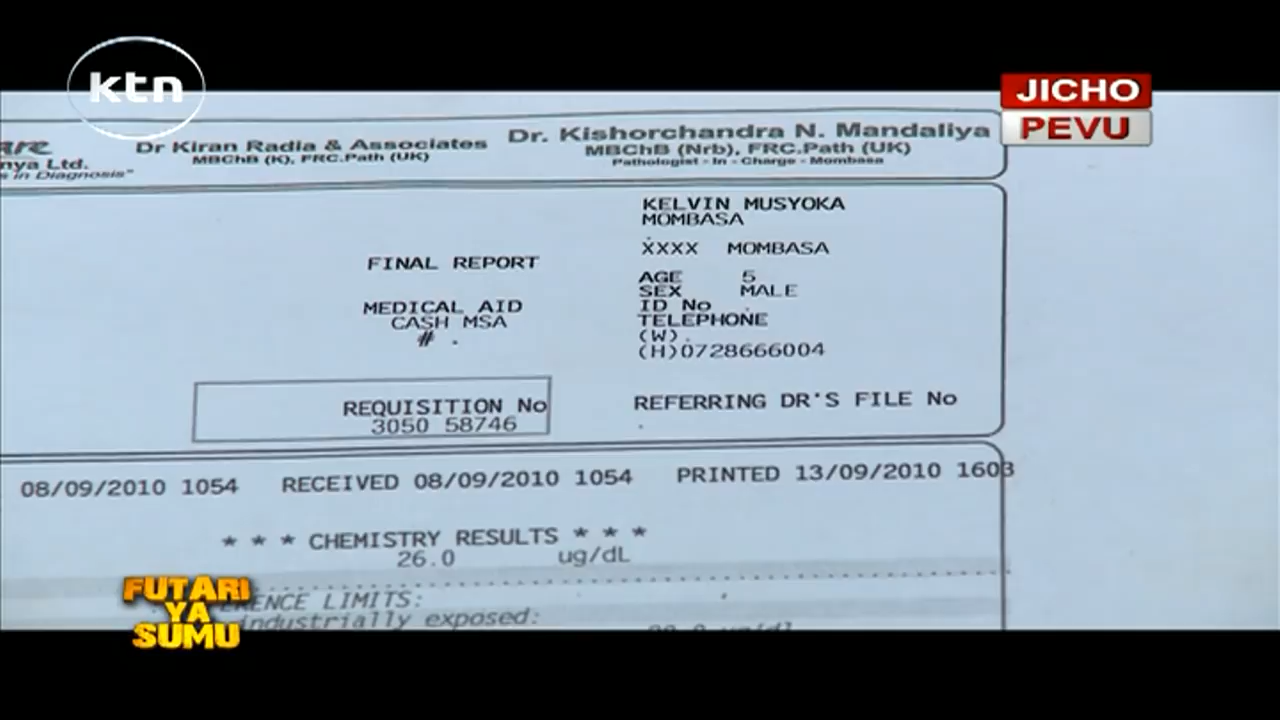 ktn
JICHO
PEVU
Dr Kiran Radia & Associates
MBChB (K), FRC.Path (UK)
Dr. Kishorchandra N. Mandaliya
MBChB (Nrb), FRC.Path (UK)
Pathologist - In - Charge - Mombasa
nya Ltd.
s in Diagnosis"
KELVIN MUSYOKA
MOMBASA
XXXX MOMBASA
FINAL REPORT
AGE 5
SEX MALE
MEDICAL AID
ID No .
CASH MSA
TELEPHONE
# .
(W).
(H)0728666004
REQUISITION No
3050 58746
REFERRING DR'S FILE No
08/09/2010 1054 RECEIVED 08/09/2010 1054 PRINTED 13/09/2010 1603
* * * CHEMISTRY RESULTS * * *
26.0 ug/dL
ERENCE LIMITS:
industrially exposed:
FUTARI
YA
SUMU